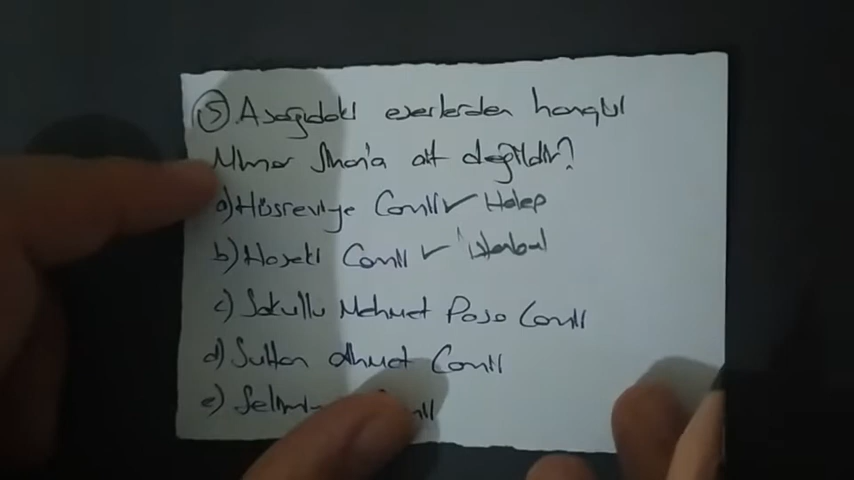 5 Aşağıdaki eserlerden hangisi
Mimar Sinan'a ait değildir?
a) Hüsreviye Camii ✓ Halep
b) Haseki Camii ✓ İstanbul
c) Sokullu Mehmet Paşa Camii
d) Sultan Ahmet Camii
e)